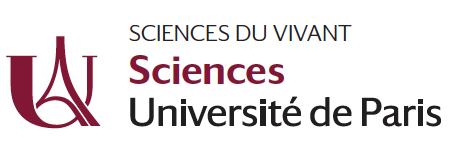 SCIENCES DU VIVANT
Sciences
Université de Paris